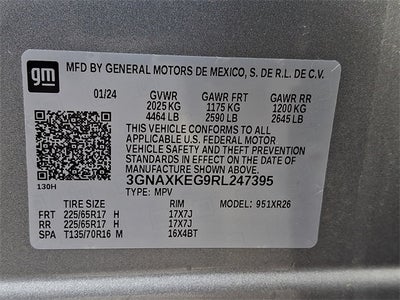 gm
MFD BY GENERAL MOTORS DE MEXICO, S. DE R.L. DE C.V.
01/24 GVWR GAWR FRT GAWR RR
2025 KG 1175 KG 1200 KG
4464 LB 2590 LB 2645 LB
THIS VEHICLE CONFORMS TO ALL
APPLICABLE U.S. FEDERAL MOTOR
VEHICLE SAFETY AND THEFT PREVENTION
STANDARDS IN EFFECT ON THE DATE OF
MANUFACTURE SHOWN ABOVE.
3GNAXKEG9RL247395
130H TYPE: MPV MODEL: 951XR26
TIRE SIZE RIM
FRT 225/65R17 H 17X7J
RR 225/65R17 H 17X7J
SPA T135/70R16 M 16X4BT